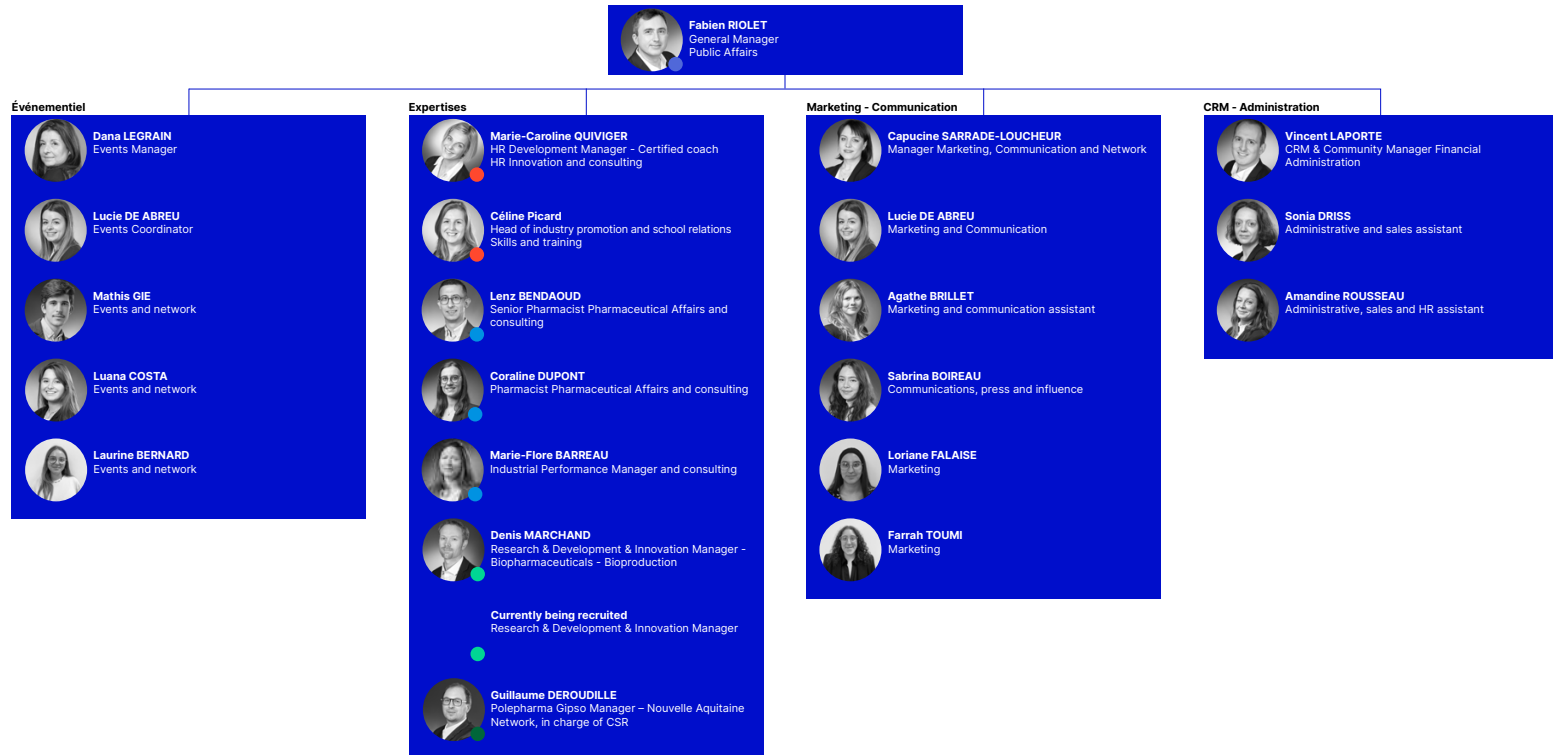 Fabien RIOLET
General Manager
Public Affairs
Événementiel
Dana LEGRAIN
Events Manager
Lucie DE ABREU
Events Coordinator
Mathis GIE
Events and network
Luana COSTA
Events and network
Laurine BERNARD
Events and network
Expertises
Marie-Caroline QUIVIGER
HR Development Manager - Certified coach
HR Innovation and consulting
Céline Picard
Head of industry promotion and school relations
Skills and training
Lenz BENDAOUD
Senior Pharmacist Pharmaceutical Affairs and
consulting
Coraline DUPONT
Pharmacist Pharmaceutical Affairs and consulting
Marie-Flore BARREAU
Industrial Performance Manager and consulting
Denis MARCHAND
Research & Development & Innovation Manager -
Biopharmaceuticals - Bioproduction
Currently being recruited
Research & Development & Innovation Manager
Guillaume DEROUDILLE
Polepharma Gipso Manager – Nouvelle Aquitaine
Network, in charge of CSR
Marketing - Communication
Capucine SARRADE-LOUCHEUR
Manager Marketing, Communication and Network
Lucie DE ABREU
Marketing and Communication
Agathe BRILLET
Marketing and communication assistant
Sabrina BOIREAU
Communications, press and influence
Loriane FALAISE
Marketing
Farrah TOUMI
Marketing
CRM - Administration
Vincent LAPORTE
CRM & Community Manager Financial
Administration
Sonia DRISS
Administrative and sales assistant
Amandine ROUSSEAU
Administrative, sales and HR assistant